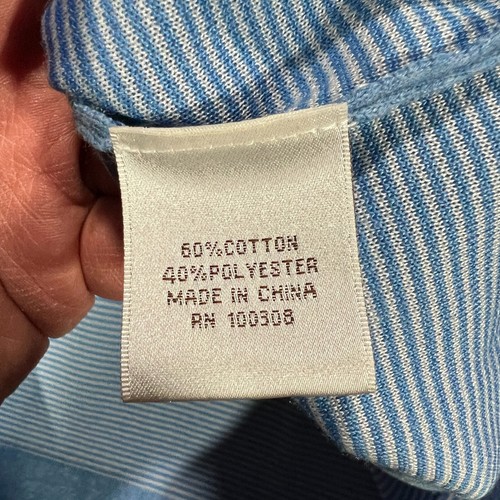 60%COTTON
40%POLYESTER
MADE IN CHINA
RN 100308